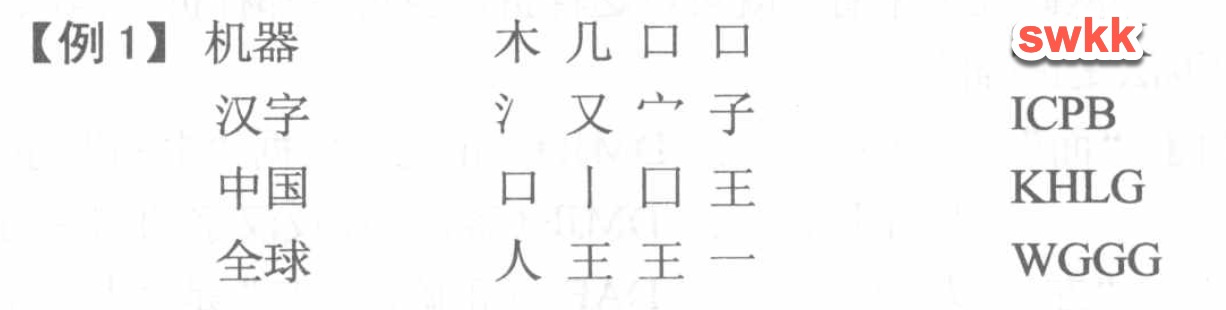 【例1】 机器 木 几 口 口 swkk
汉字 氵 又 宀 子 ICPB
中国 口 丨 囗 王 KHLG
全球 人 王 王 一 WGGG